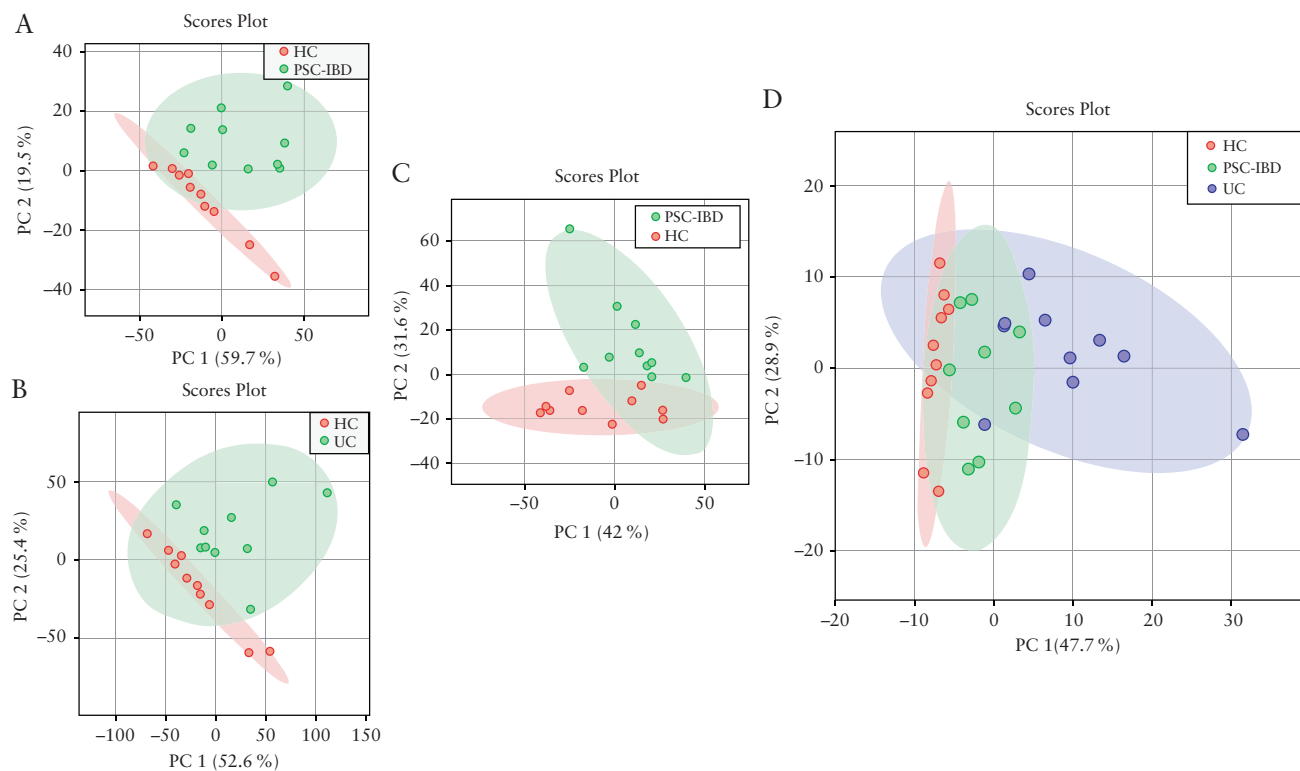 A
Scores Plot
HC
PSC-IBD
40
20
0
−20
−40
PC 2 (19.5 %)
−50
0
50
PC 1 (59.7 %)
B
Scores Plot
HC
UC
50
0
−50
PC 2 (25.4 %)
−100
−50
0
50
100
150
PC 1 (52.6 %)
C
Scores Plot
PSC-IBD
HC
60
40
20
0
−20
−40
PC 2 (31.6 %)
−50
0
50
PC 1 (42 %)
D
Scores Plot
HC
PSC-IBD
UC
20
10
0
−10
−20
PC 2 (28.9 %)
−20
−10
0
10
20
30
PC 1(47.7 %)